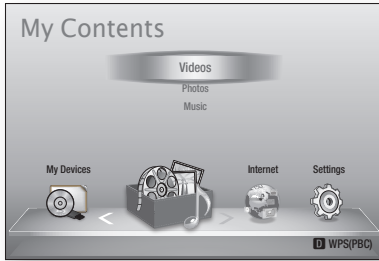 My Contents
Videos
Photos
Music
My Devices
Internet
Settings
D WPS(PBC)